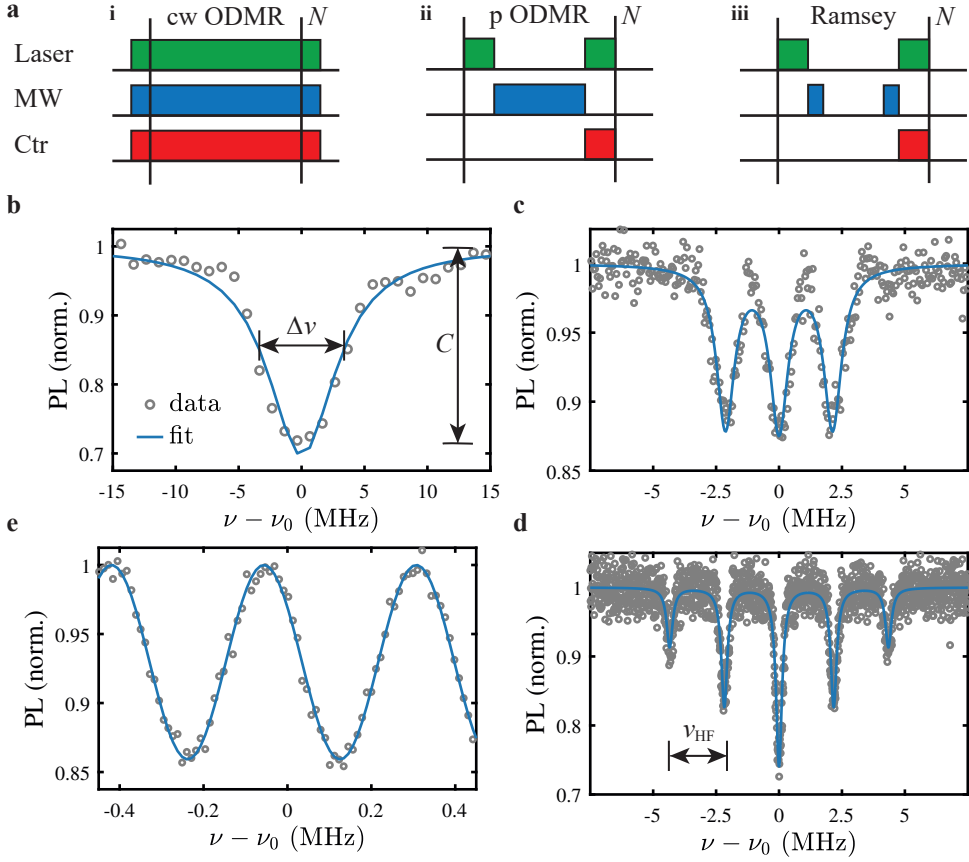 a
i cw ODMR N ii p ODMR N iii Ramsey N
Laser
MW
Ctr
b
1
0.9
0.8
0.7
PL (norm.)
Δν
C
data
fit
-15 -10 -5 0 5 10 15
ν − ν0 (MHz)
c
1
0.95
0.9
0.85
PL (norm.)
-5 -2.5 0 2.5 5
ν − ν0 (MHz)
e
1
0.95
0.9
0.85
PL (norm.)
-0.4 -0.2 0 0.2 0.4
ν − ν0 (MHz)
d
1
0.9
0.8
0.7
PL (norm.)
νHF
-5 -2.5 0 2.5 5
ν − ν0 (MHz)